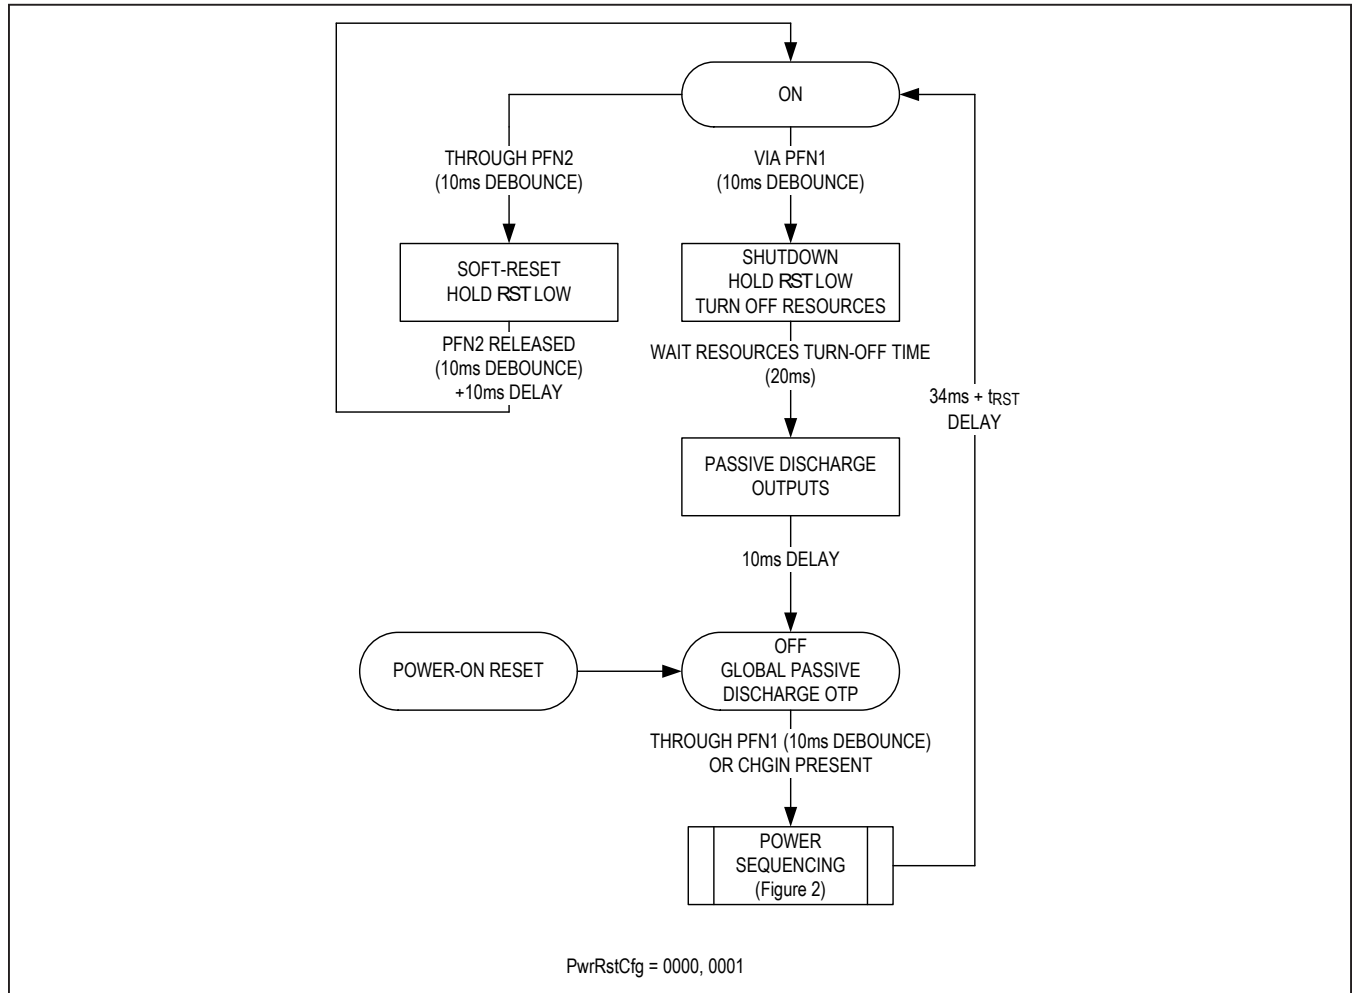 ON
THROUGH PFN2
(10ms DEBOUNCE)
VIA PFN1
(10ms DEBOUNCE)
SOFT-RESET
HOLD RST LOW
SHUTDOWN
HOLD RST LOW
TURN OFF RESOURCES
PFN2 RELEASED
(10ms DEBOUNCE)
+10ms DELAY
WAIT RESOURCES TURN-OFF TIME
(20ms)
34ms + tRST
DELAY
PASSIVE DISCHARGE
OUTPUTS
10ms DELAY
POWER-ON RESET
OFF
GLOBAL PASSIVE
DISCHARGE OTP
THROUGH PFN1 (10ms DEBOUNCE)
OR CHGIN PRESENT
POWER
SEQUENCING
(Figure 2)
PwrRstCfg = 0000, 0001